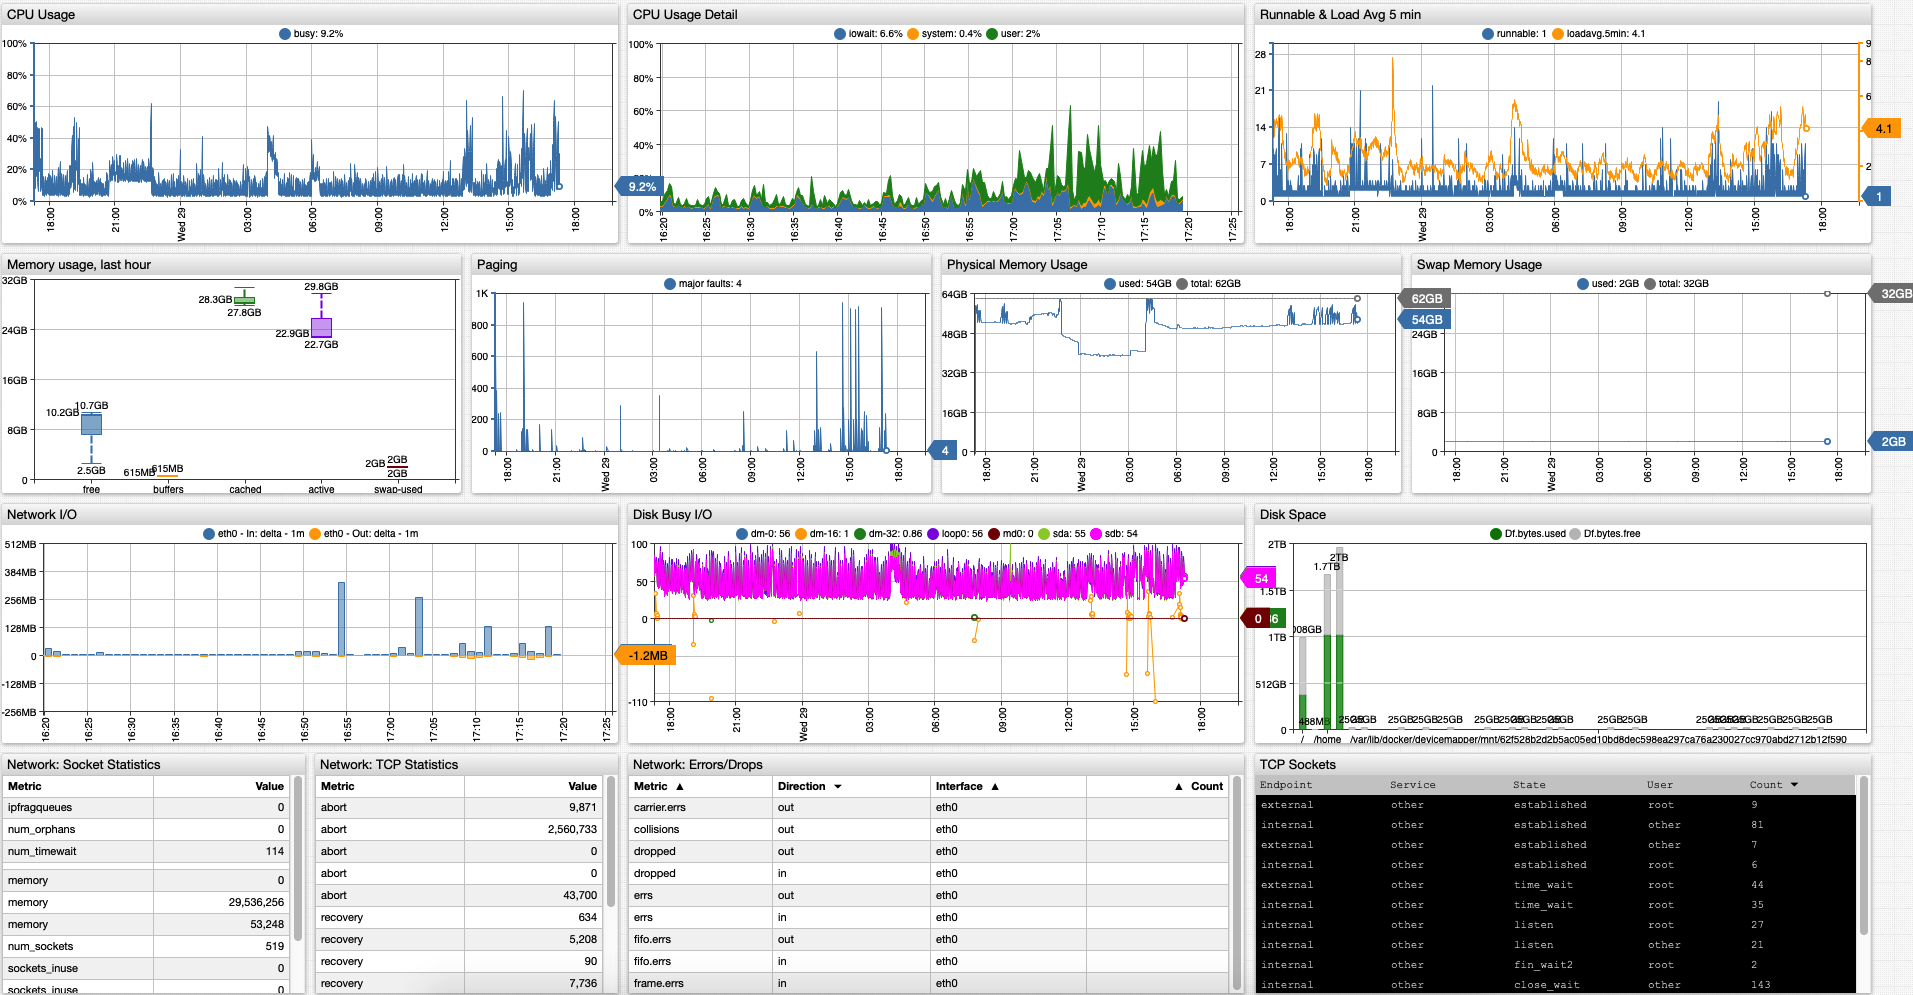 CPU Usage
busy: 9.2%
100%
80%
60%
40%
20%
0%
18:00
21:00
Wed 29
03:00
06:00
09:00
12:00
15:00
18:00
9.2%
CPU Usage Detail
iowait: 6.6% system: 0.4% user: 2%
100%
80%
60%
40%
0%
16:20
16:25
16:30
16:35
16:40
16:45
16:50
16:55
17:00
17:05
17:10
17:15
17:20
17:25
Runnable & Load Avg 5 min
runnable: 1 loadavg.5min: 4.1
28
21
14
7
0
9
8
6
4.1
2
1
18:00
21:00
Wed 29
03:00
06:00
09:00
12:00
15:00
18:00
Memory usage, last hour
32GB
24GB
16GB
8GB
0
10.7GB
10.2GB
2.5GB
615MB
615MB
28.3GB
27.8GB
29.8GB
22.9GB
22.7GB
2GB
2GB
2GB
free buffers cached active swap-used
Paging
major faults: 4
1K
800
600
400
200
0
4
18:00
21:00
Wed 29
03:00
06:00
09:00
12:00
15:00
18:00
Physical Memory Usage
used: 54GB total: 62GB
64GB
48GB
32GB
16GB
0
62GB
54GB
18:00
21:00
Wed 29
03:00
06:00
09:00
12:00
15:00
18:00
Swap Memory Usage
used: 2GB total: 32GB
24GB
16GB
8GB
0
32GB
2GB
18:00
21:00
Wed 29
03:00
06:00
09:00
12:00
15:00
18:00
Network I/O
eth0 - In: delta - 1m eth0 - Out: delta - 1m
512MB
384MB
256MB
128MB
0
-128MB
-256MB
-1.2MB
16:20
16:25
16:30
16:35
16:40
16:45
16:50
16:55
17:00
17:05
17:10
17:15
17:20
17:25
Disk Busy I/O
dm-0: 56 dm-16: 1 dm-32: 0.86 loop0: 56 md0: 0 sda: 55 sdb: 54
100
50
0
-110
54
0
18:00
21:00
Wed 29
03:00
06:00
09:00
12:00
15:00
18:00
Disk Space
Df.bytes.used Df.bytes.free
2TB
1.5TB
1TB
512GB
0
2TB
1.7TB
488MB
25GB 25GB 25GB
25GB
25GB 25GB
25GB 25GB 25GB
/ /home /var/lib/docker/devicemapper/mnt/62f528b2d2b5ac05ed10bd8dec598ea297ca76a230027cc970abd2712b12f590
Network: Socket Statistics
Metric Value
ipfragqueues 0
num_orphans 0
num_timewait 114
memory 0
memory 29,536,256
memory 53,248
num_sockets 519
sockets_inuse 0
sockets_inuse 0
Network: TCP Statistics
Metric Value
abort 9,871
abort 2,560,733
abort 0
abort 0
abort 43,700
recovery 634
recovery 5,208
recovery 90
recovery 7,736
Network: Errors/Drops
Metric ▲ Direction ▼ Interface ▲ ▲ Count
carrier.errs out eth0
collisions out eth0
dropped out eth0
dropped in eth0
errs out eth0
errs in eth0
fifo.errs out eth0
fifo.errs in eth0
frame.errs in eth0
TCP Sockets
Endpoint Service State User Count ▼
external other established root 9
internal other established other 81
external other established other 7
internal other established root 6
external other time_wait root 44
internal other time_wait root 35
internal other listen root 27
internal other listen other 21
internal other fin_wait2 root 2
internal other close_wait other 143